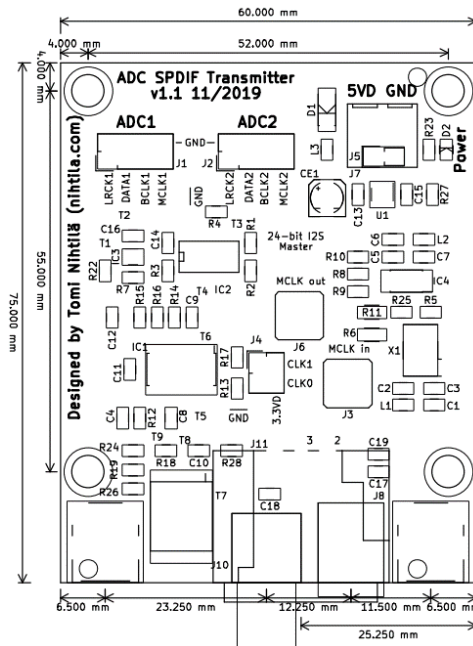 60.000 mm
4.000 mm
52.000 mm
4.000 mm
55.000 mm
75.000 mm
ADC SPDIF Transmitter
v1.1 11/2019
5VD GND
D1
R23
D2
Power
ADC1
GND
ADC2
J1
J2
L3
J5
J7
LRCK1
DATA1
BCLK1
MCLK1
GND
LRCK2
DATA2
BCLK2
MCLK2
CE1
C13
U1
C15
R27
T2
R4
T3
C16
T1
IC3
C14
R1
24-bit I2S
Master
C5
C6
L2
R22
R7
R3
IC2
R2
R10
C7
R8
IC4
R9
MCLK out
R15
R16
R14
T4
C9
C12
J6
R11
R25
R5
IC1
T6
R17
J4
CLK1
CLK0
MCLK in
R6
X1
C11
R13
3.3VD
J3
C2
C3
L1
C1
C4
R12
C8
T5
GND
Designed by Tomi Nihtilä (nihtila.com)
R24
T9
T8
R18
C10
R28
J11
3
2
C19
R19
C17
R26
T7
C18
J8
J10
6.500 mm
23.250 mm
12.250 mm
11.500 mm
6.500 mm
25.250 mm